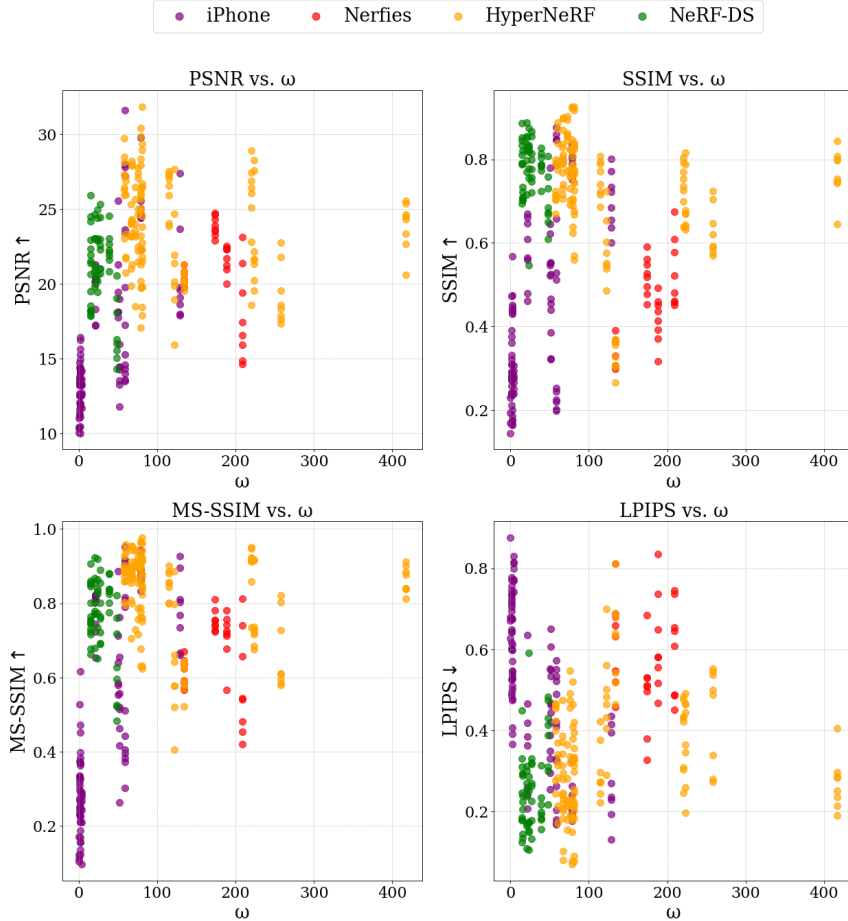 iPhone Nerfies HyperNeRF NeRF-DS
PSNR vs. ω
PSNR↑
30
25
20
15
10
0 100 200 300 400
ω
SSIM vs. ω
SSIM↑
0.8
0.6
0.4
0.2
0 100 200 300 400
ω
MS-SSIM vs. ω
MS-SSIM↑
1.0
0.8
0.6
0.4
0.2
0 100 200 300 400
ω
LPIPS vs. ω
LPIPS↓
0.8
0.6
0.4
0.2
0 100 200 300 400
ω